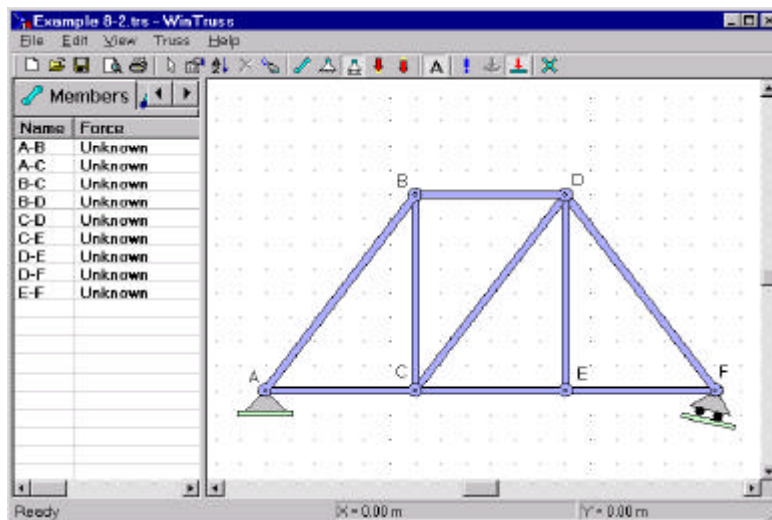 Example 8-2.trs - WinTruss
File Edit View Truss Help
A
Members
Name Force
A-B Unknown
A-C Unknown
B-C Unknown
B-D Unknown
C-D Unknown
C-E Unknown
D-E Unknown
D-F Unknown
E-F Unknown
B D
A C E F
Ready X = 0.00 m Y = 0.00 m